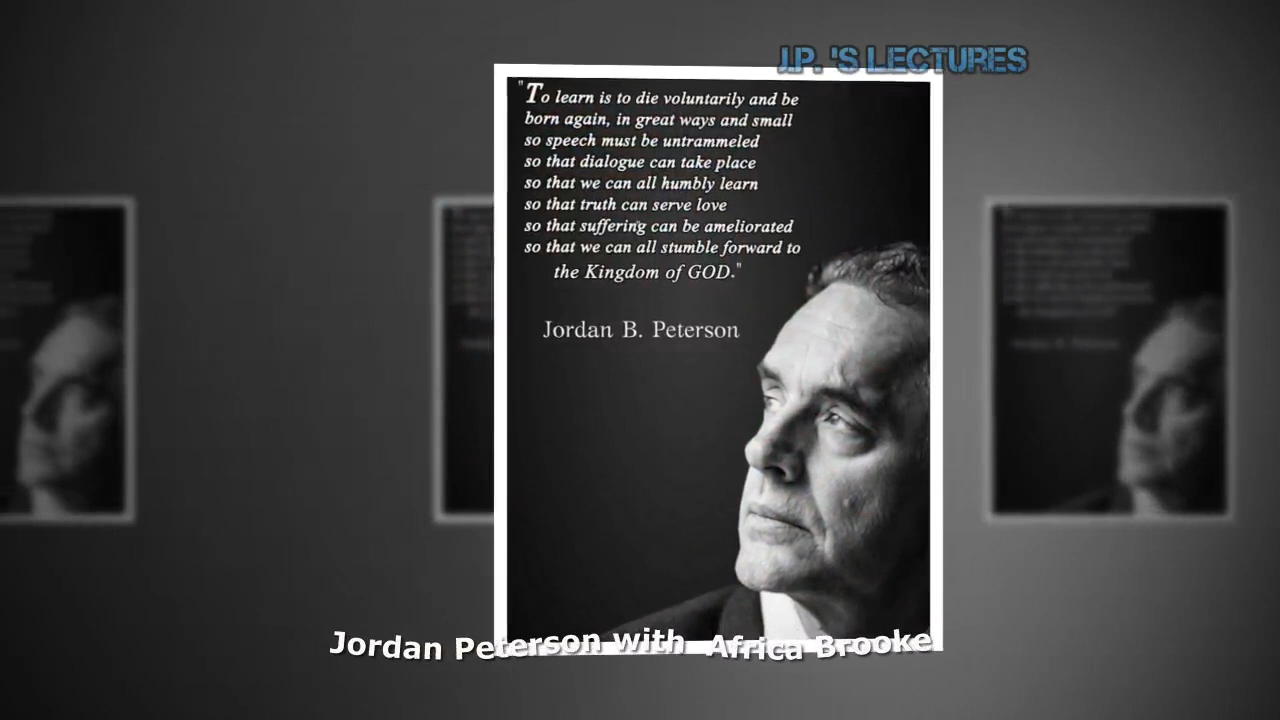 J.P. 'S LECTURES
"To learn is to die voluntarily and be
born again, in great ways and small
so speech must be untrammeled
so that dialogue can take place
so that we can all humbly learn
so that truth can serve love
so that suffering can be ameliorated
so that we can all stumble forward to
the Kingdom of GOD."
Jordan B. Peterson
Jordan Peterson with Africa Brooke